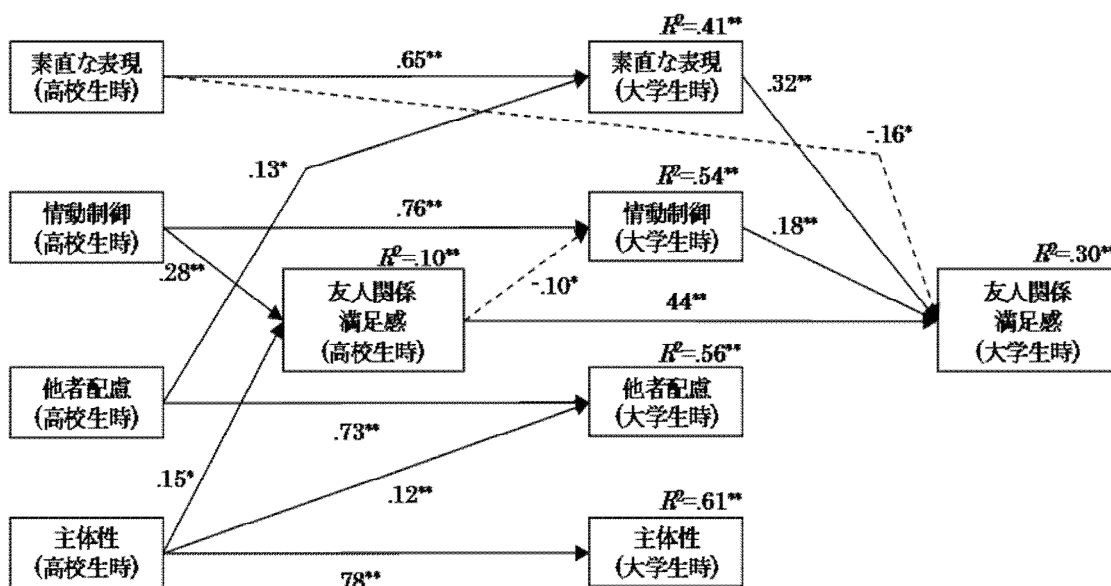 R²=.41**
素直な表現
(高校生時)
.65**
素直な表現
(大学生時)
.32**
-.16*
.13*
R²=.54**
情動制御
(高校生時)
.76**
情動制御
(大学生時)
.18**
.28**
R²=.10**
-.10*
R²=.30**
友人関係
満足感
(高校生時)
44**
友人関係
満足感
(大学生時)
R²=.56**
他者配慮
(高校生時)
他者配慮
(大学生時)
.73**
.15*
.12**
R²=.61**
主体性
(高校生時)
主体性
(大学生時)
.78**